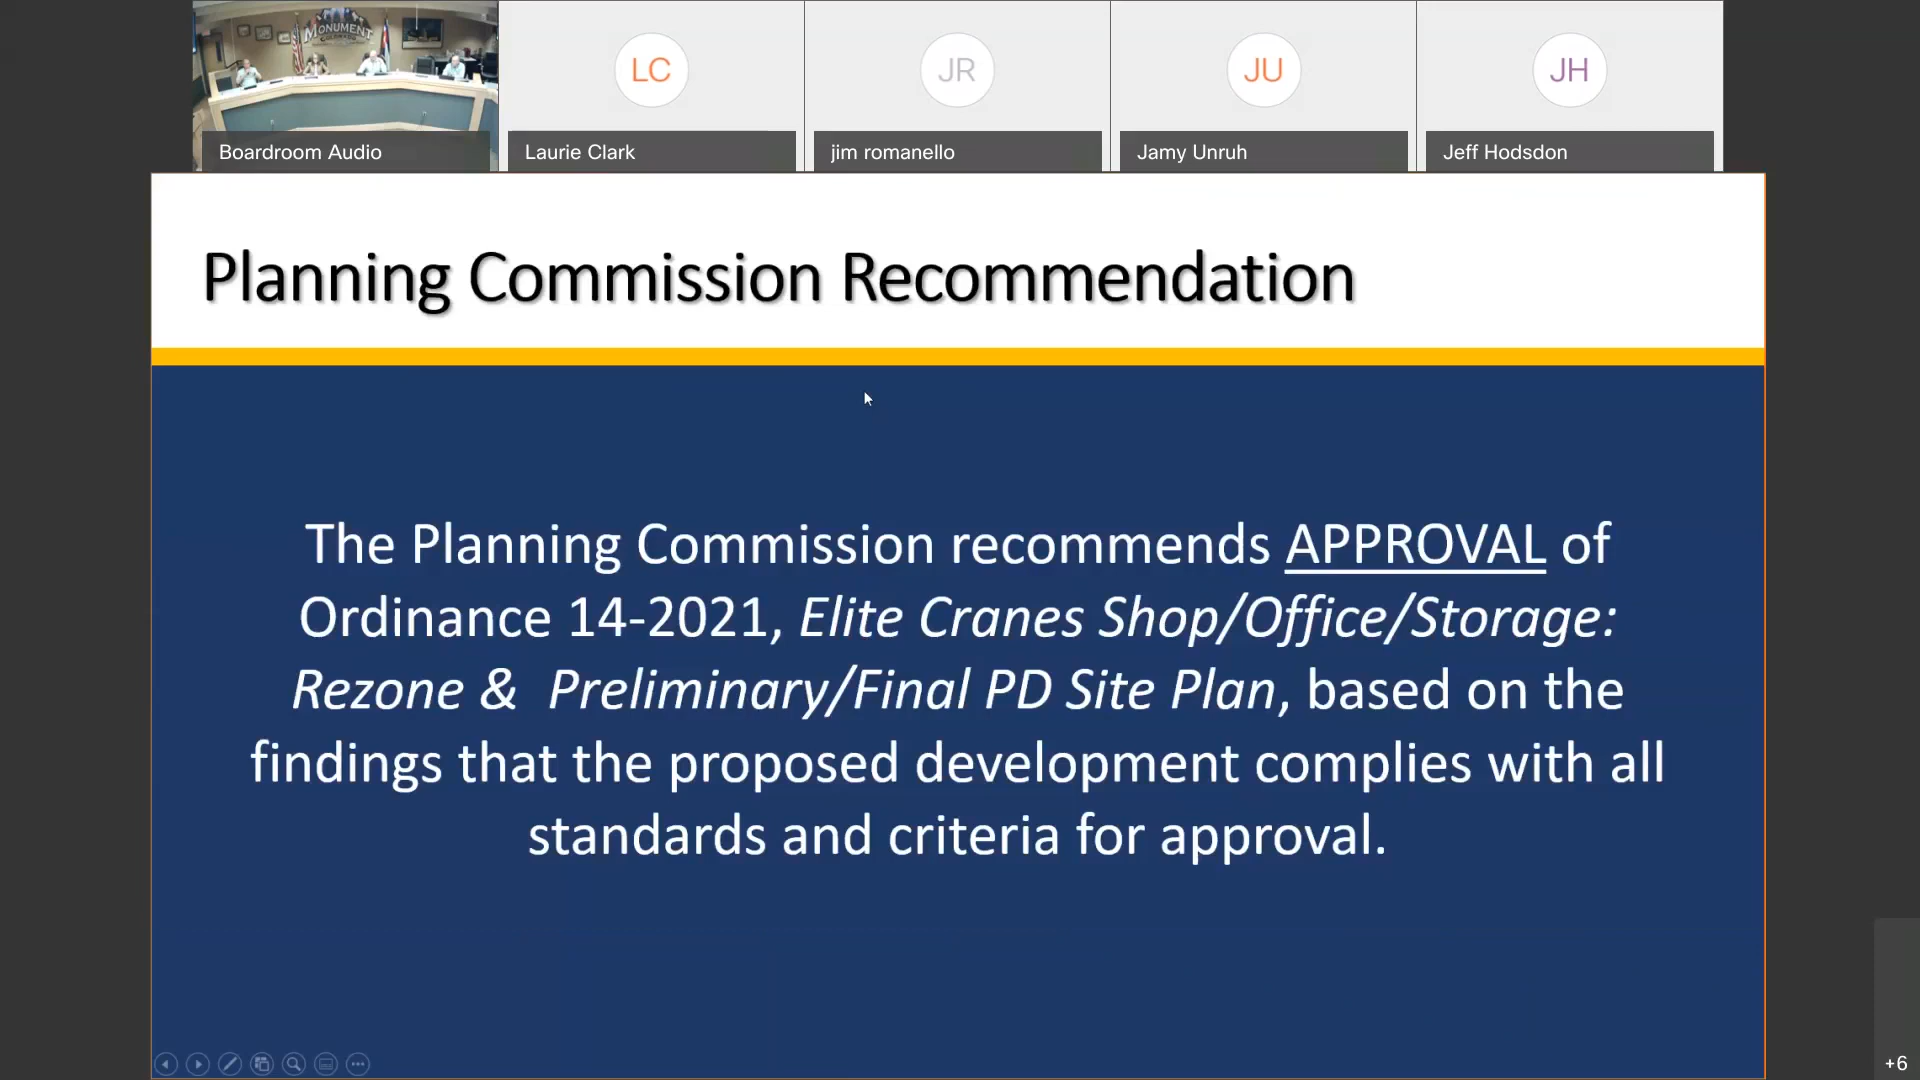 MONUMENT
LC
JR
JU
JH
Boardroom Audio
Laurie Clark
jim romanello
Jamy Unruh
Jeff Hodsdon
Planning Commission Recommendation
The Planning Commission recommends APPROVAL of
Ordinance 14-2021, Elite Cranes Shop/Office/Storage:
Rezone & Preliminary/Final PD Site Plan, based on the
findings that the proposed development complies with all
standards and criteria for approval.
+6